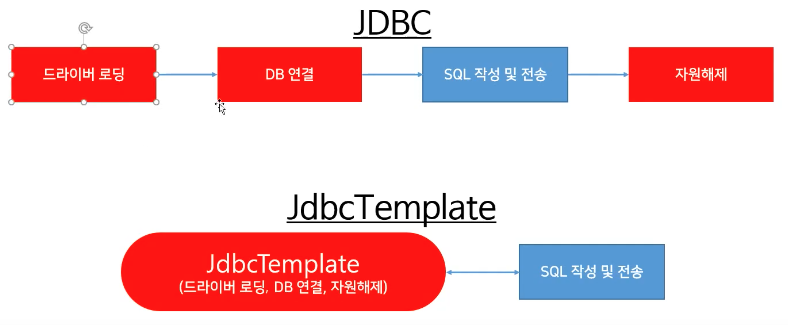 JDBC
드라이버 로딩
DB 연결
SQL 작성 및 전송
자원해제
JdbcTemplate
JdbcTemplate
(드라이버 로딩, DB 연결, 자원해제)
SQL 작성 및 전송